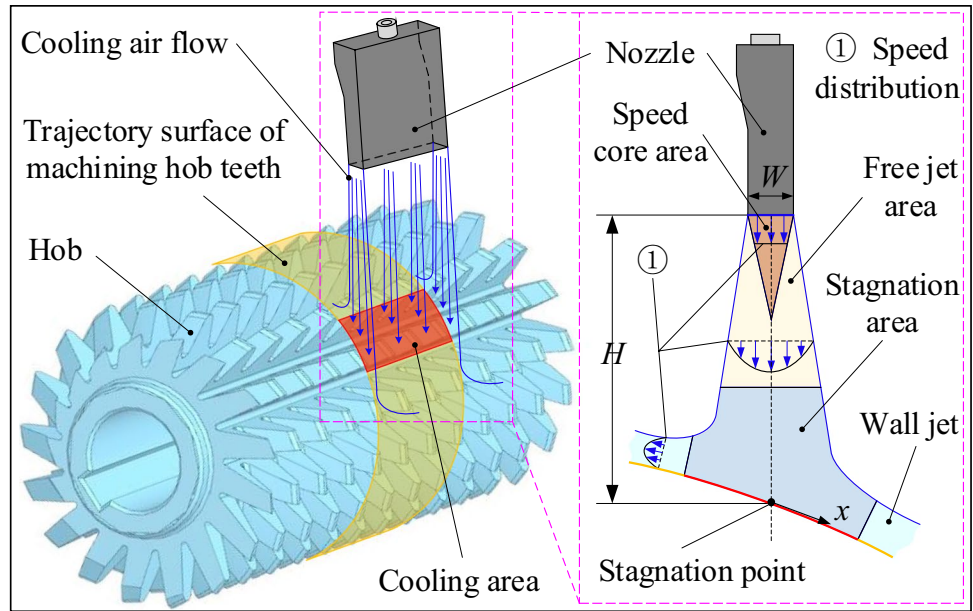 Cooling air flow
Trajectory surface of
machining hob teeth
Hob
Cooling area
Nozzle
① Speed
distribution
Speed
core area
W
Free jet
area
①
Stagnation
area
H
Wall jet
x
Stagnation point